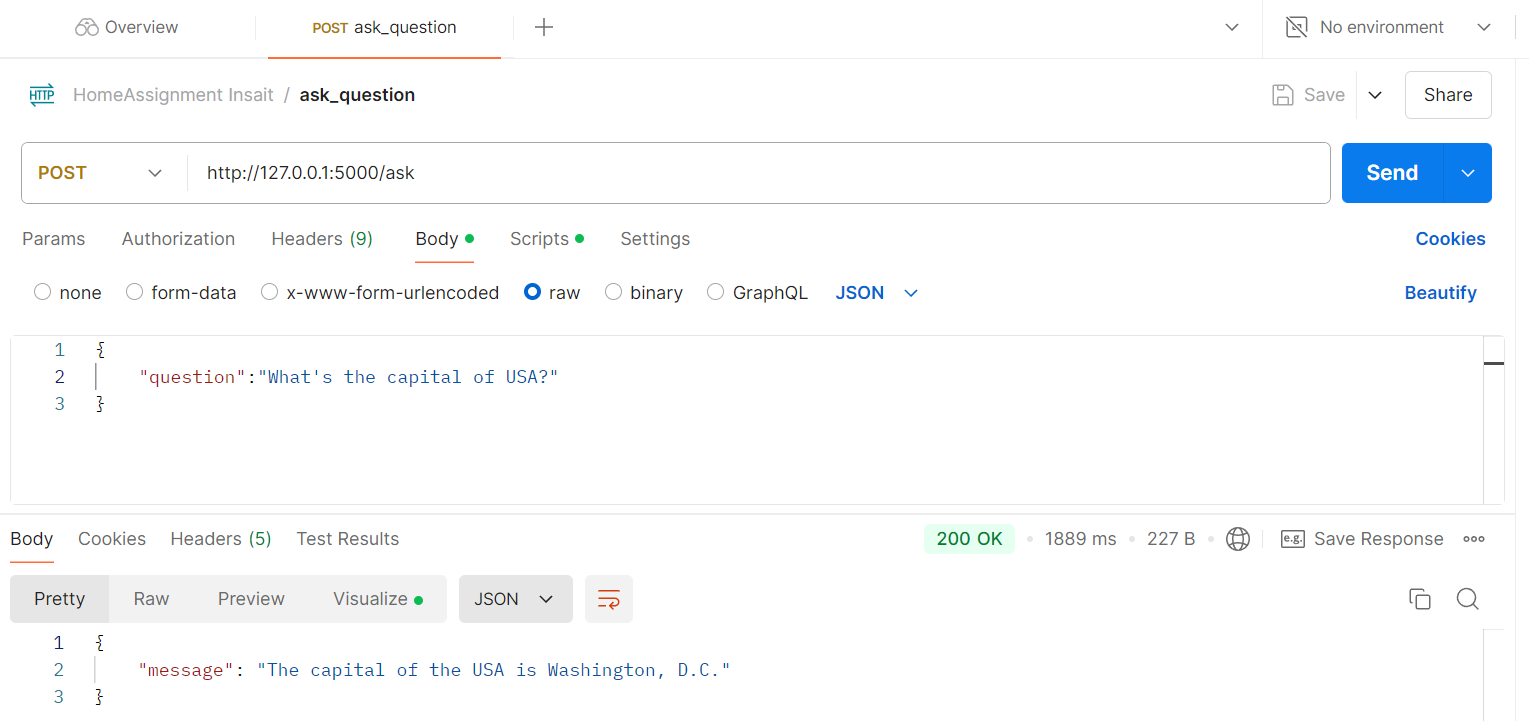 Overview POST ask_question No environment
HTTP HomeAssignment Insait / ask_question Save Share
POST http://127.0.0.1:5000/ask Send
Params Authorization Headers (9) Body Scripts Settings Cookies
none form-data x-www-form-urlencoded raw binary GraphQL JSON Beautify
1 {
2 "question":"What's the capital of USA?"
3 }
Body Cookies Headers (5) Test Results 200 OK • 1889 ms • 227 B • e.g. Save Response
Pretty Raw Preview Visualize JSON
1 {
2 "message": "The capital of the USA is Washington, D.C."
3 }